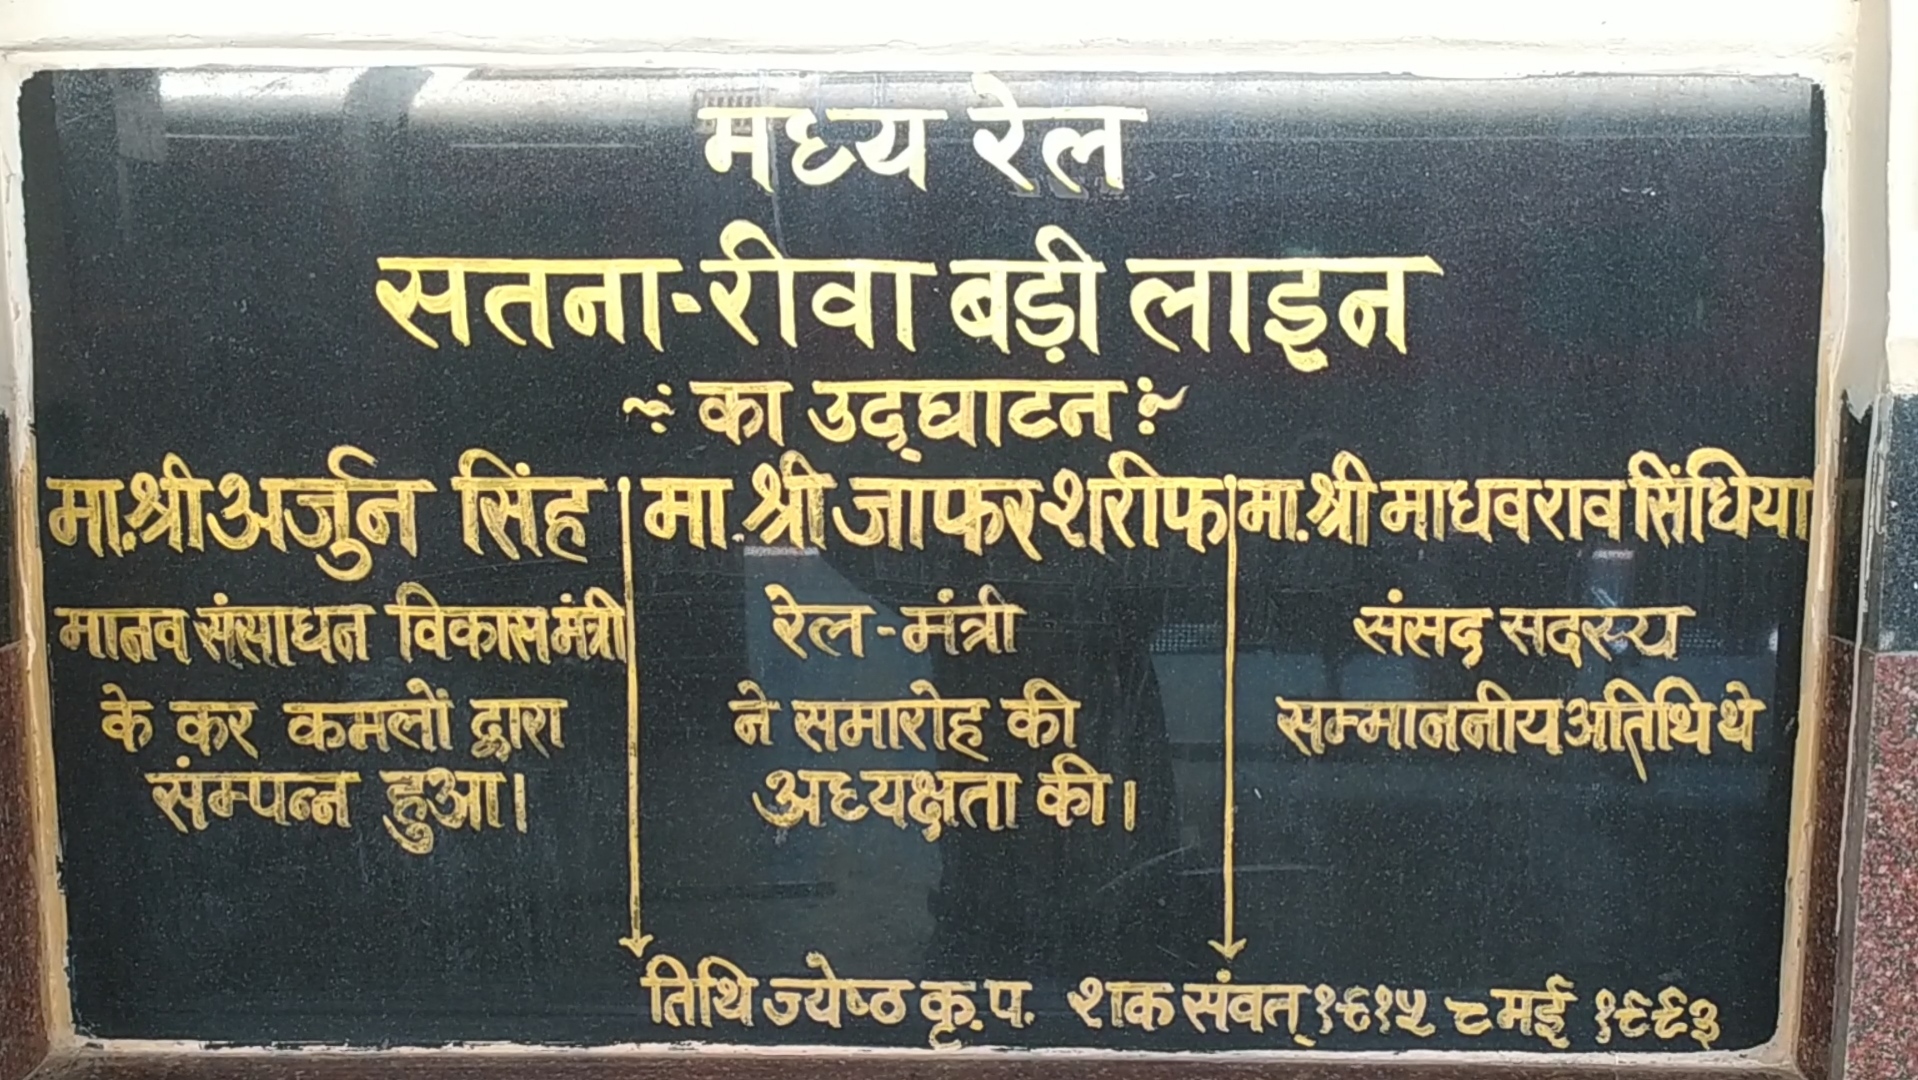 मध्य रेल
सतना-रीवा बड़ी लाइन
का उद्‌घाटन
मा.श्री अर्जुन सिंह
मानव संसाधन विकास मंत्री
के कर कमलों द्वारा
संम्पन्न हुआ।
मा. श्री जाफर शरीफ
रेल-मंत्री
ने समारोह की
अध्यक्षता की।
मा.श्री माधवराव सिंधिया
संसद सदस्य
सम्माननीय अतिथि थे
तिथि ज्येष्ठ कृ.प. शक संवत् १९१५ ८ मई १९९३